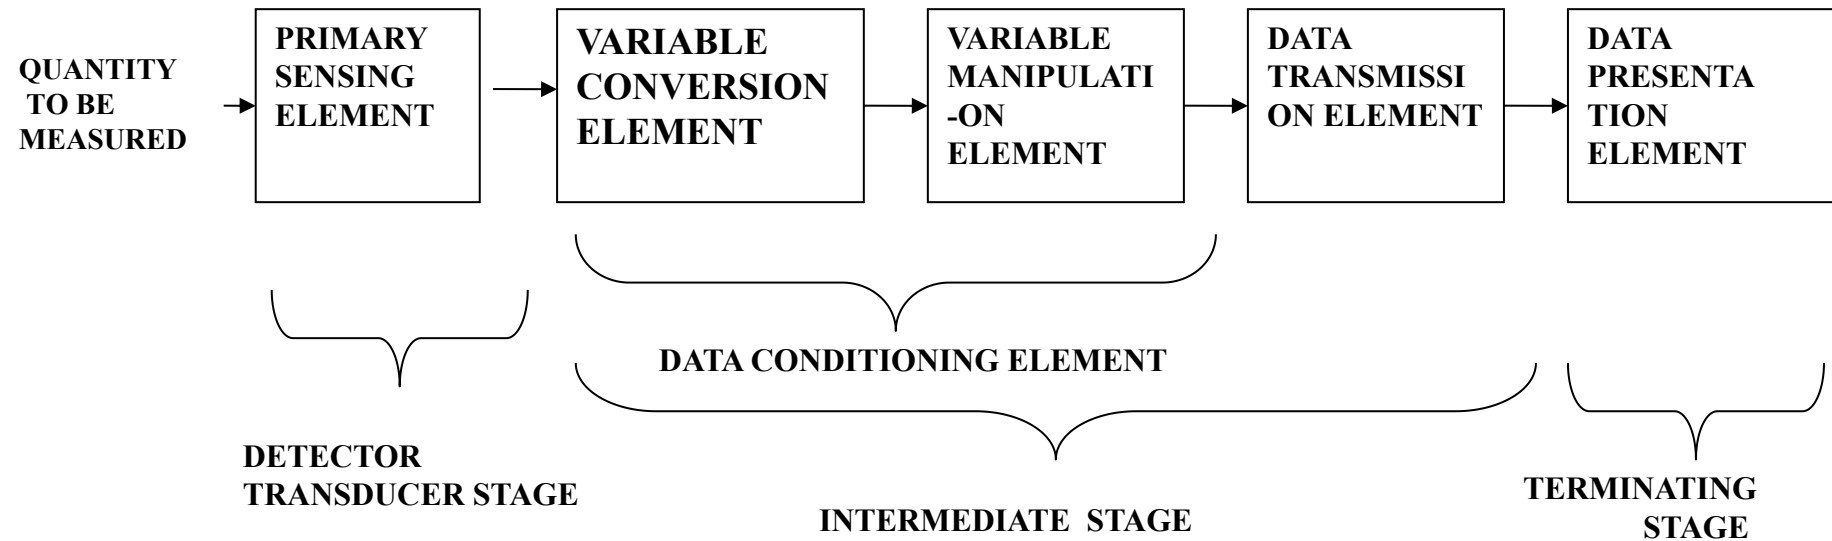 QUANTITY
TO BE
MEASURED
PRIMARY
SENSING
ELEMENT
VARIABLE
CONVERSION
ELEMENT
VARIABLE
MANIPULATI
-ON
ELEMENT
DATA
TRANSMISSI
ON ELEMENT
DATA
PRESENTA
TION
ELEMENT
DATA CONDITIONING ELEMENT
DETECTOR
TRANSDUCER STAGE
INTERMEDIATE STAGE
TERMINATING
STAGE